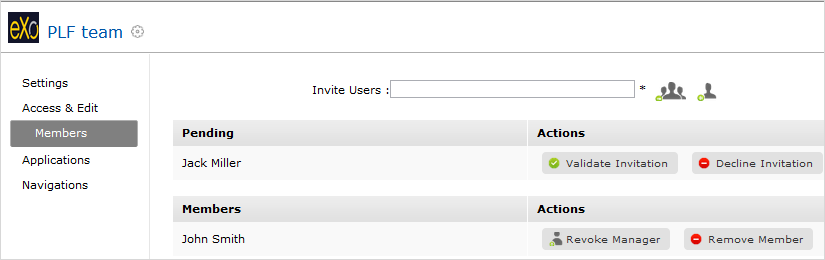 eXo PLF team
Settings
Access & Edit
Members
Applications
Navigations
Invite Users : *
Pending Actions
Jack Miller Validate Invitation Decline Invitation
Members Actions
John Smith Revoke Manager Remove Member